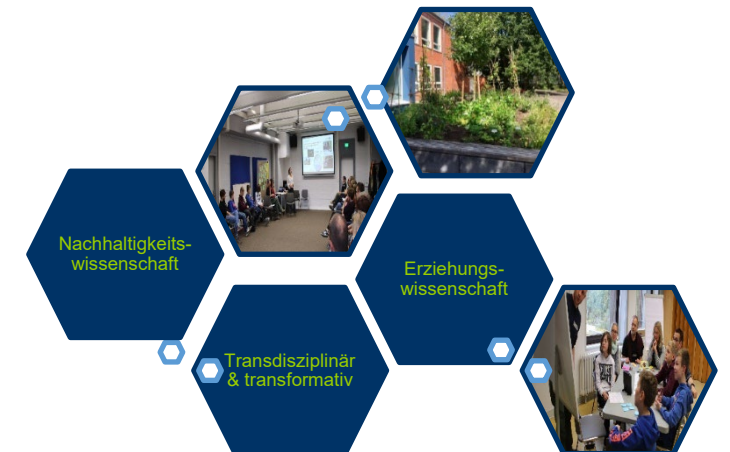 Nachhaltigkeits-
wissenschaft
Erziehungs-
wissenschaft
Transdisziplinär
& transformativ